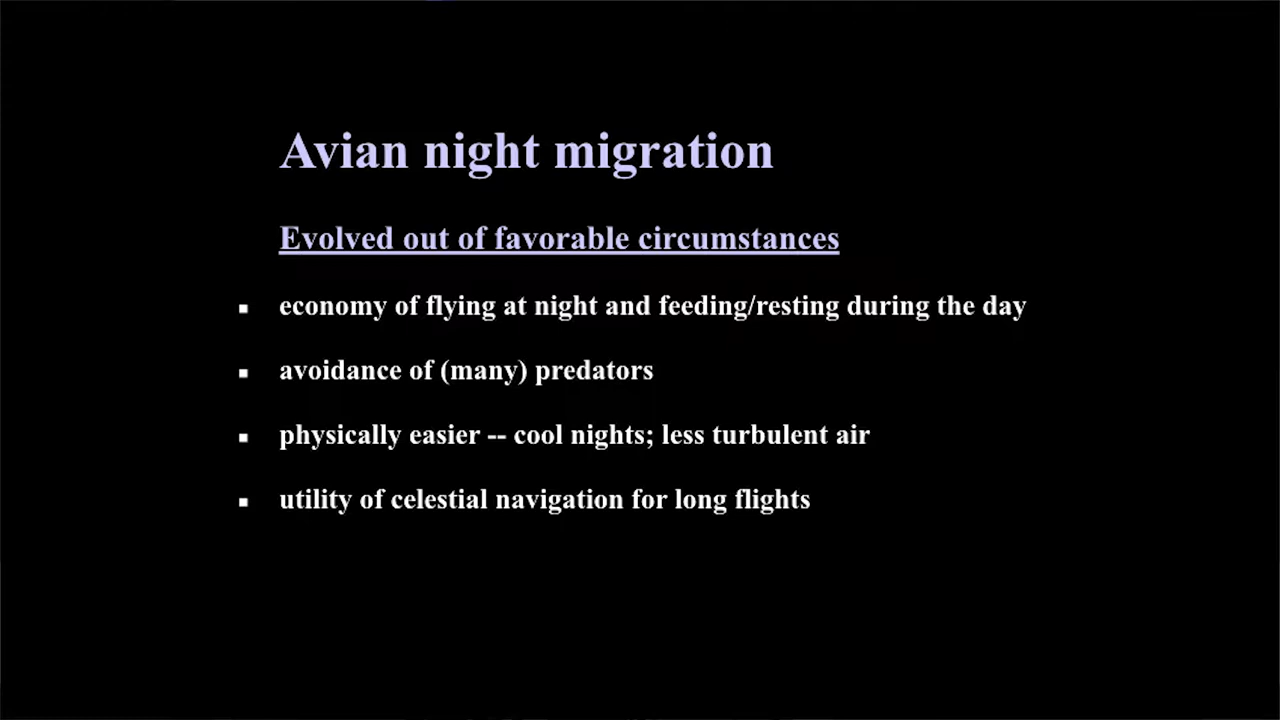 Avian night migration
Evolved out of favorable circumstances
▪ economy of flying at night and feeding/resting during the day
▪ avoidance of (many) predators
▪ physically easier -- cool nights; less turbulent air
▪ utility of celestial navigation for long flights